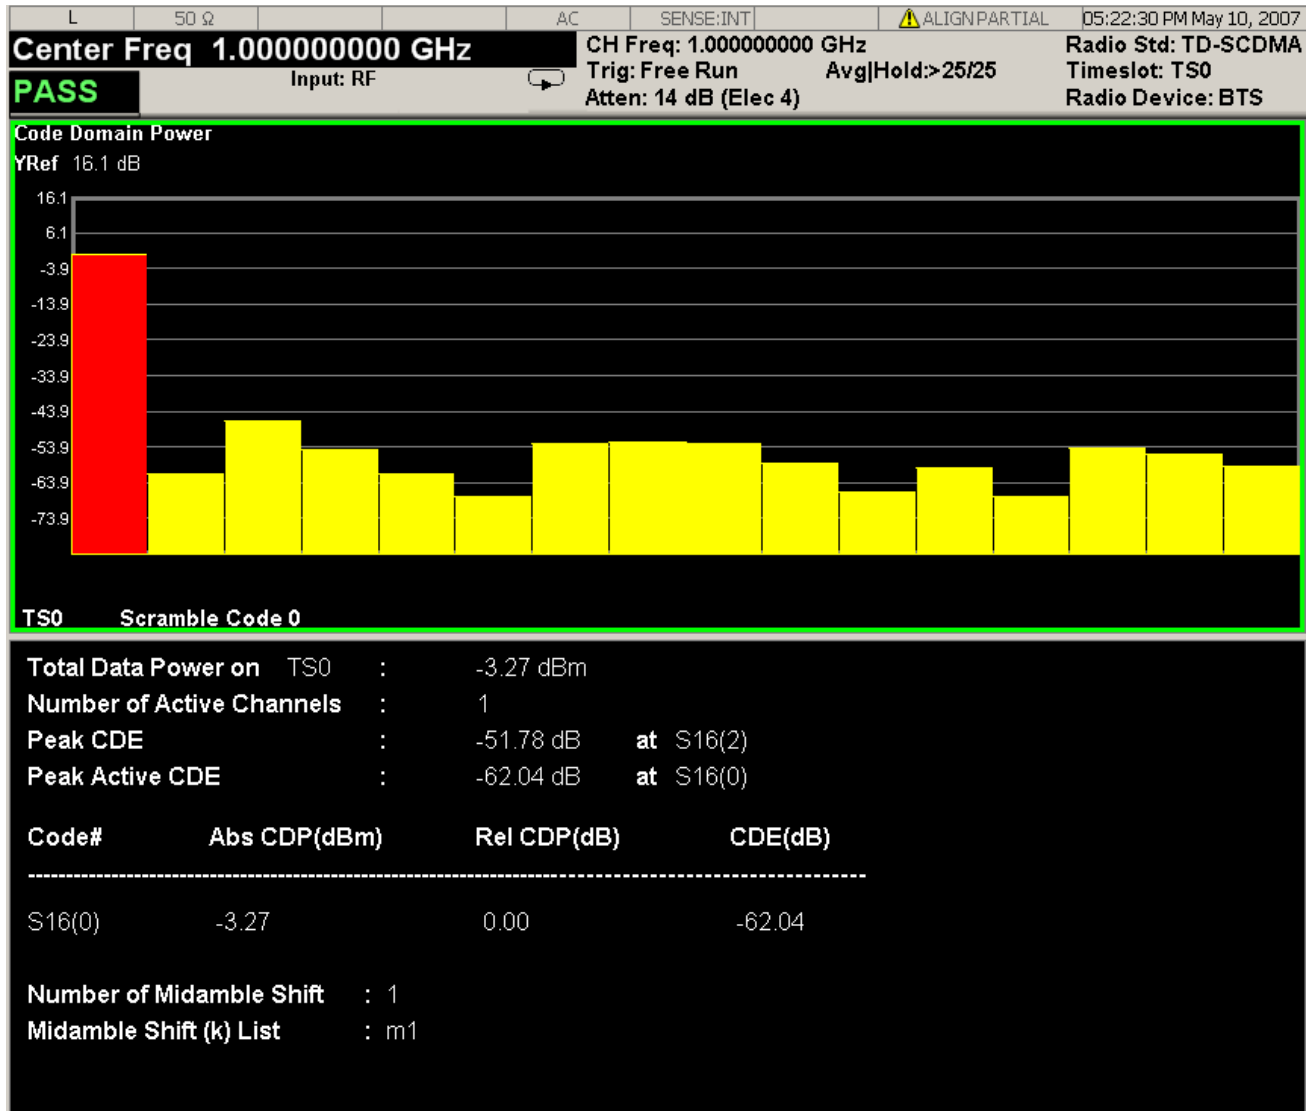 L 50 Ω AC SENSE:INT ALIGN PARTIAL 05:22:30 PM May 10, 2007
Center Freq 1.000000000 GHz
PASS
Input: RF
CH Freq: 1.000000000 GHz
Trig: Free Run Avg|Hold:>25/25
Atten: 14 dB (Elec 4)
Radio Std: TD-SCDMA
Timeslot: TS0
Radio Device: BTS
Code Domain Power
YRef 16.1 dB
16.1
6.1
-3.9
-13.9
-23.9
-33.9
-43.9
-53.9
-63.9
-73.9
TS0 Scramble Code 0
Total Data Power on TS0 : -3.27 dBm
Number of Active Channels : 1
Peak CDE : -51.78 dB at S16(2)
Peak Active CDE : -62.04 dB at S16(0)
Code# Abs CDP(dBm) Rel CDP(dB) CDE(dB)
S16(0) -3.27 0.00 -62.04
Number of Midamble Shift : 1
Midamble Shift (k) List : m1